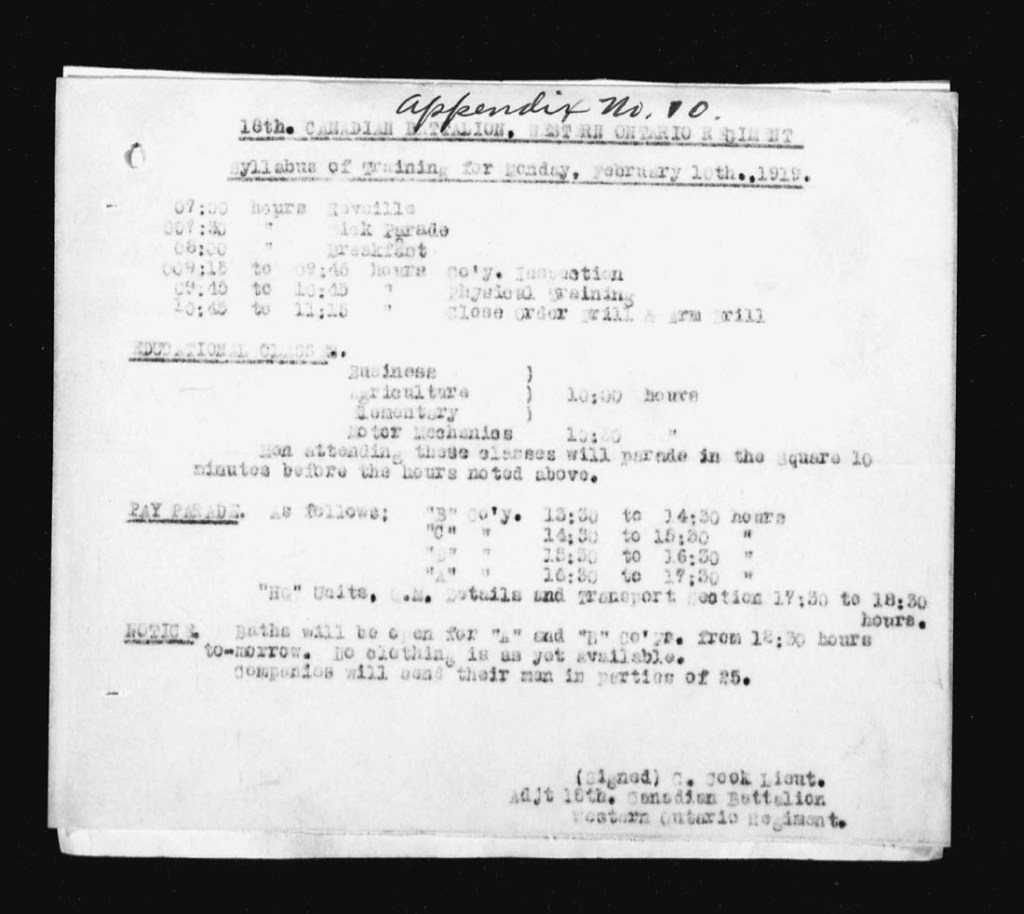 Appendix No. 10.
18th. CANADIAN BATTALION. WESTERN ONTARIO REGIMENT
Syllabus of Training for Monday, February 10th., 1919.
07:00 hours Reveille
007:30 " Sick Parade
08:00 " Breakfast
009:15 to 09:45 hours Co'y. Inspection
09:45 to 10:45 " Physical Training
10:45 to 11:15 " Close Order Drill & Arm Drill
EDUCATIONAL CLASSES.
Business )
Agriculture ) 10:00 hours
Elementary )
Motor Mechanics "
Men attending these classes will parade in the square 10
minutes before the hours noted above.
PAY PARADE. As follows; "B" Co'y. 13:30 to 14:30 hours
"C" " 14:30 to 15:30 "
"D" " 15:30 to 16:30 "
"A" " 16:30 to 17:30 "
"HQ" Units, Q.M. Details and Transport Section 17:30 to 18:30
hours.
NOTICE. Baths will be open for "A" and Co'ys. from hours
to-morrow. No clothing is as yet available.
Companies will send their men in parties of 25.
(Signed) C. Cook Lieut.
Adjt 18th. Canadian Battalion
Western Ontario Regiment.